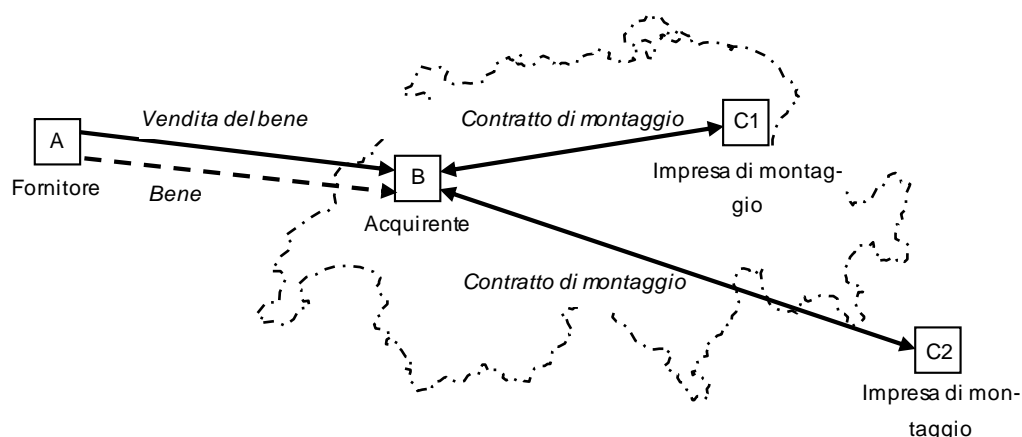 Vendita del bene
Contratto di montaggio
C1
A
Impresa di montag-
gio
B
Fornitore
Bene
Acquirente
Contratto di montaggio
C2
Impresa di mon-
taggio